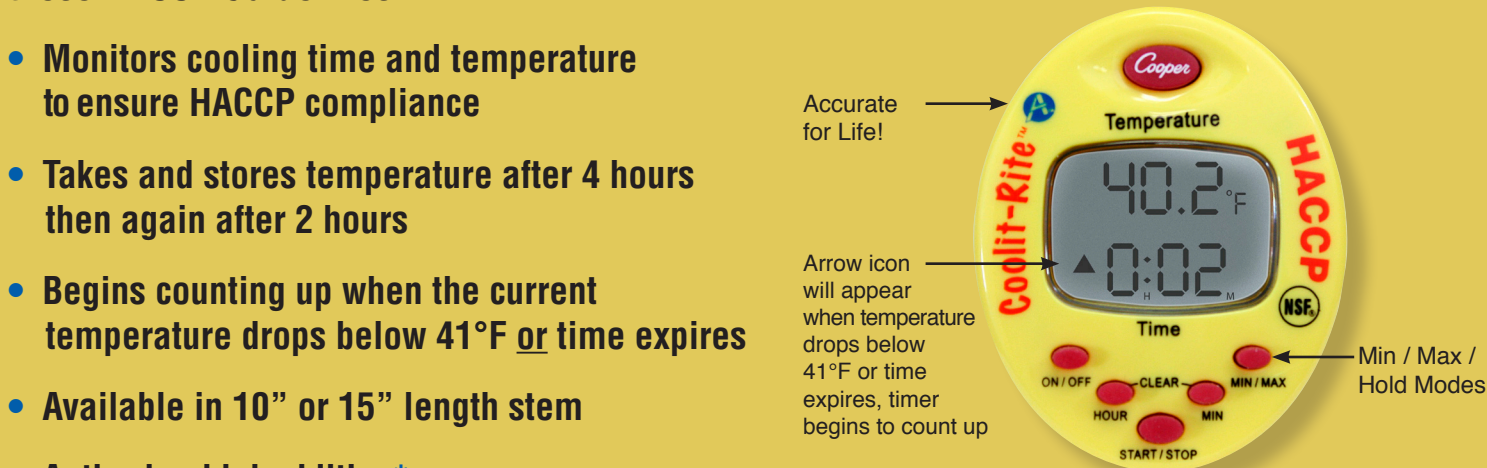 • Monitors cooling time and temperature
to ensure HACCP compliance
• Takes and stores temperature after 4 hours
then again after 2 hours
• Begins counting up when the current
temperature drops below 41°F or time expires
• Available in 10” or 15” length stem
Accurate
for Life!
Arrow icon
will appear
when temperature
drops below
41°F or time
expires, timer
begins to count up
Cooper
A
Temperature
Coolit-Rite™
HACCP
40.2°F
▲0:02
H M
NSF®
Time
ON / OFF
CLEAR
MIN / MAX
HOUR
MIN
START / STOP
Min / Max /
Hold Modes